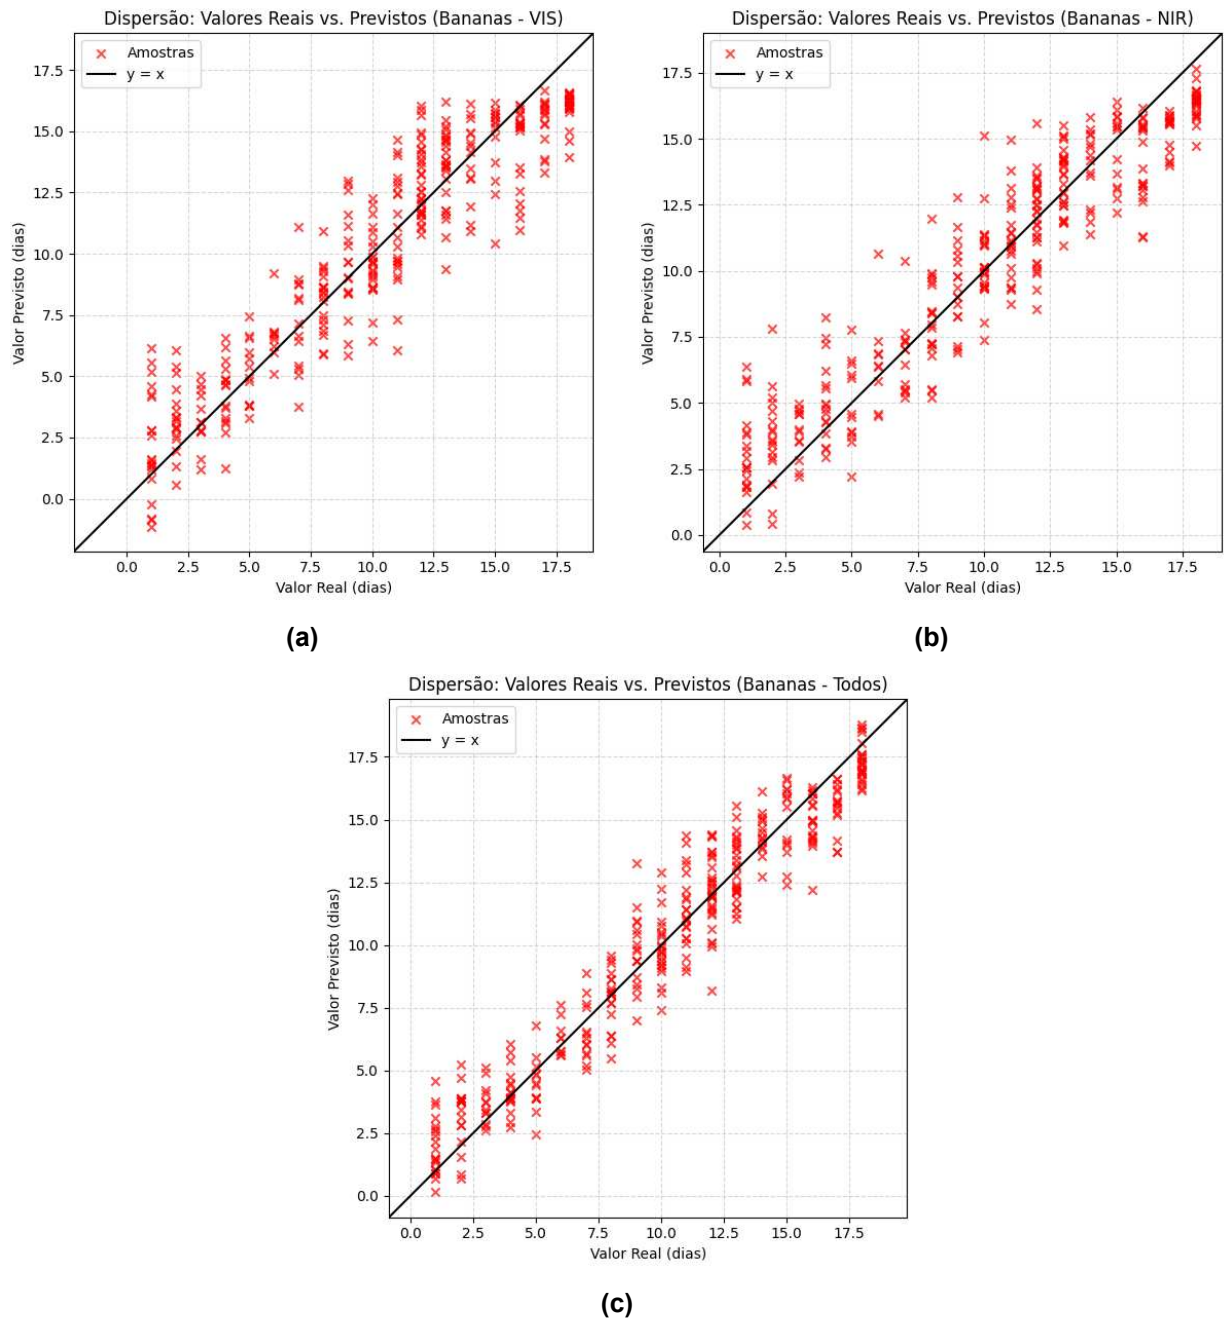 Dispersão: Valores Reais vs. Previstos (Bananas - VIS)
Amostras
y = x
17.5
15.0
12.5
10.0
7.5
5.0
2.5
0.0
Valor Previsto (dias)
0.0 2.5 5.0 7.5 10.0 12.5 15.0 17.5
Valor Real (dias)
(a)
Dispersão: Valores Reais vs. Previstos (Bananas - NIR)
Amostras
y = x
17.5
15.0
12.5
10.0
7.5
5.0
2.5
0.0
Valor Previsto (dias)
0.0 2.5 5.0 7.5 10.0 12.5 15.0 17.5
Valor Real (dias)
(b)
Dispersão: Valores Reais vs. Previstos (Bananas - Todos)
Amostras
y = x
17.5
15.0
12.5
10.0
7.5
5.0
2.5
0.0
Valor Previsto (dias)
0.0 2.5 5.0 7.5 10.0 12.5 15.0 17.5
Valor Real (dias)
(c)